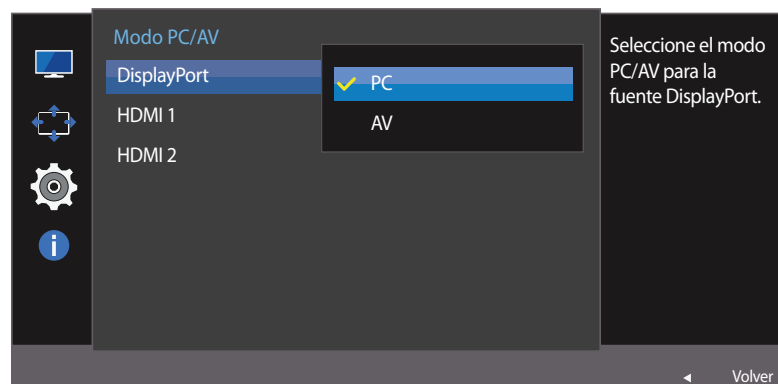 Modo PC/AV
DisplayPort
HDMI 1
HDMI 2
PC
AV
Seleccione el modo
PC/AV para la
fuente DisplayPort.
Volver